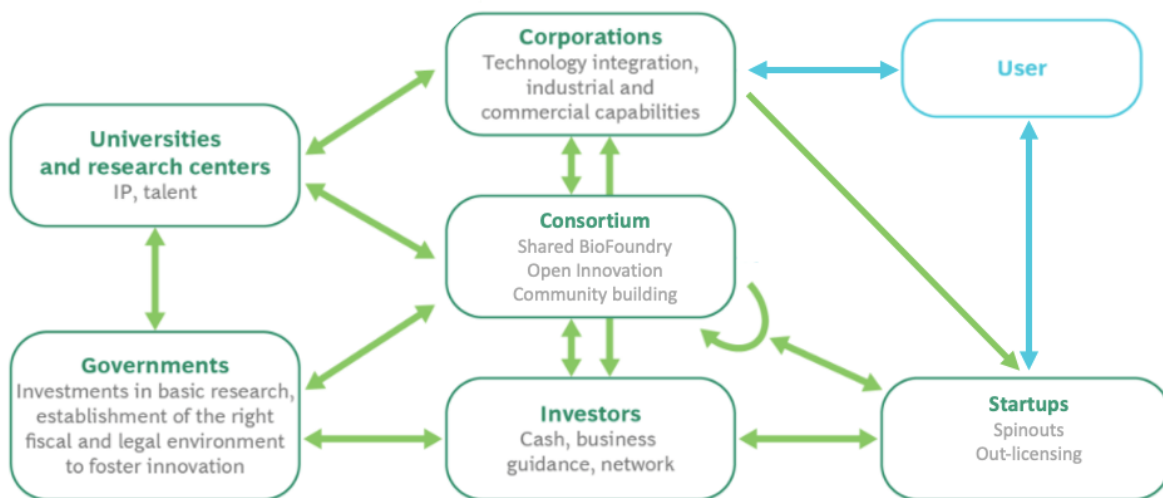 Corporations
Technology integration,
industrial and
commercial capabilities
User
Universities
and research centers
IP, talent
Consortium
Shared BioFoundry
Open Innovation
Community building
Governments
Investments in basic research,
establishment of the right
fiscal and legal environment
to foster innovation
Investors
Cash, business
guidance, network
Startups
Spinouts
Out-licensing